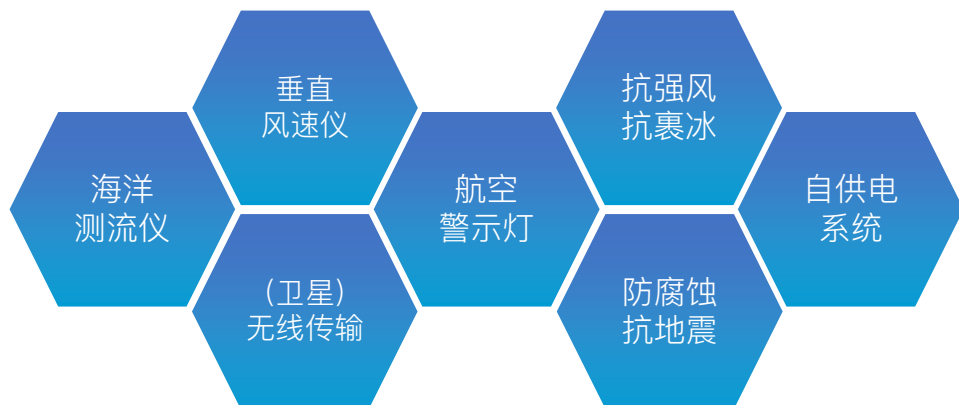 海洋
测流仪
垂直
风速仪
(卫星)
无线传输
航空
警示灯
抗强风
抗裹冰
防腐蚀
抗地震
自供电
系统